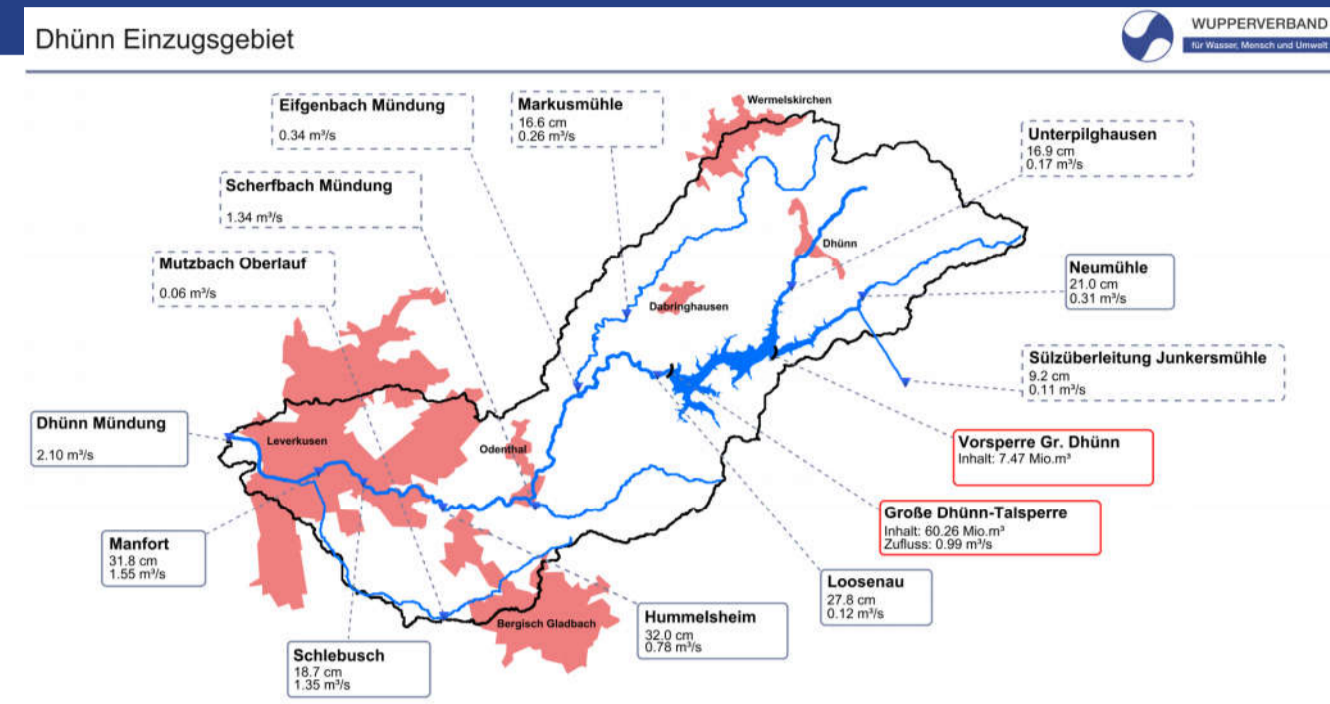 Dhünn Einzugsgebiet
WUPPERVERBAND
für Wasser, Mensch und Umwelt
Eifgenbach Mündung
0.34 m³/s
Markusmühle
16.6 cm
0.26 m³/s
Wermelskirchen
Unterpilghausen
16.9 cm
0.17 m³/s
Scherfbach Mündung
1.34 m³/s
Mutzbach Oberlauf
0.06 m³/s
Dhünn
Neumühle
21.0 cm
0.31 m³/s
Dabringhausen
Sülzüberleitung Junkersmühle
9.2 cm
0.11 m³/s
Dhünn Mündung
2.10 m³/s
Leverkusen
Odenthal
Vorsperre Gr. Dhünn
Inhalt: 7.47 Mio.m³
Große Dhünn-Talsperre
Inhalt: 60.26 Mio.m³
Zufluss: 0.99 m³/s
Manfort
31.8 cm
1.55 m³/s
Loosenau
27.8 cm
0.12 m³/s
Hummelsheim
32.0 cm
0.78 m³/s
Bergisch Gladbach
Schlebusch
18.7 cm
1.35 m³/s